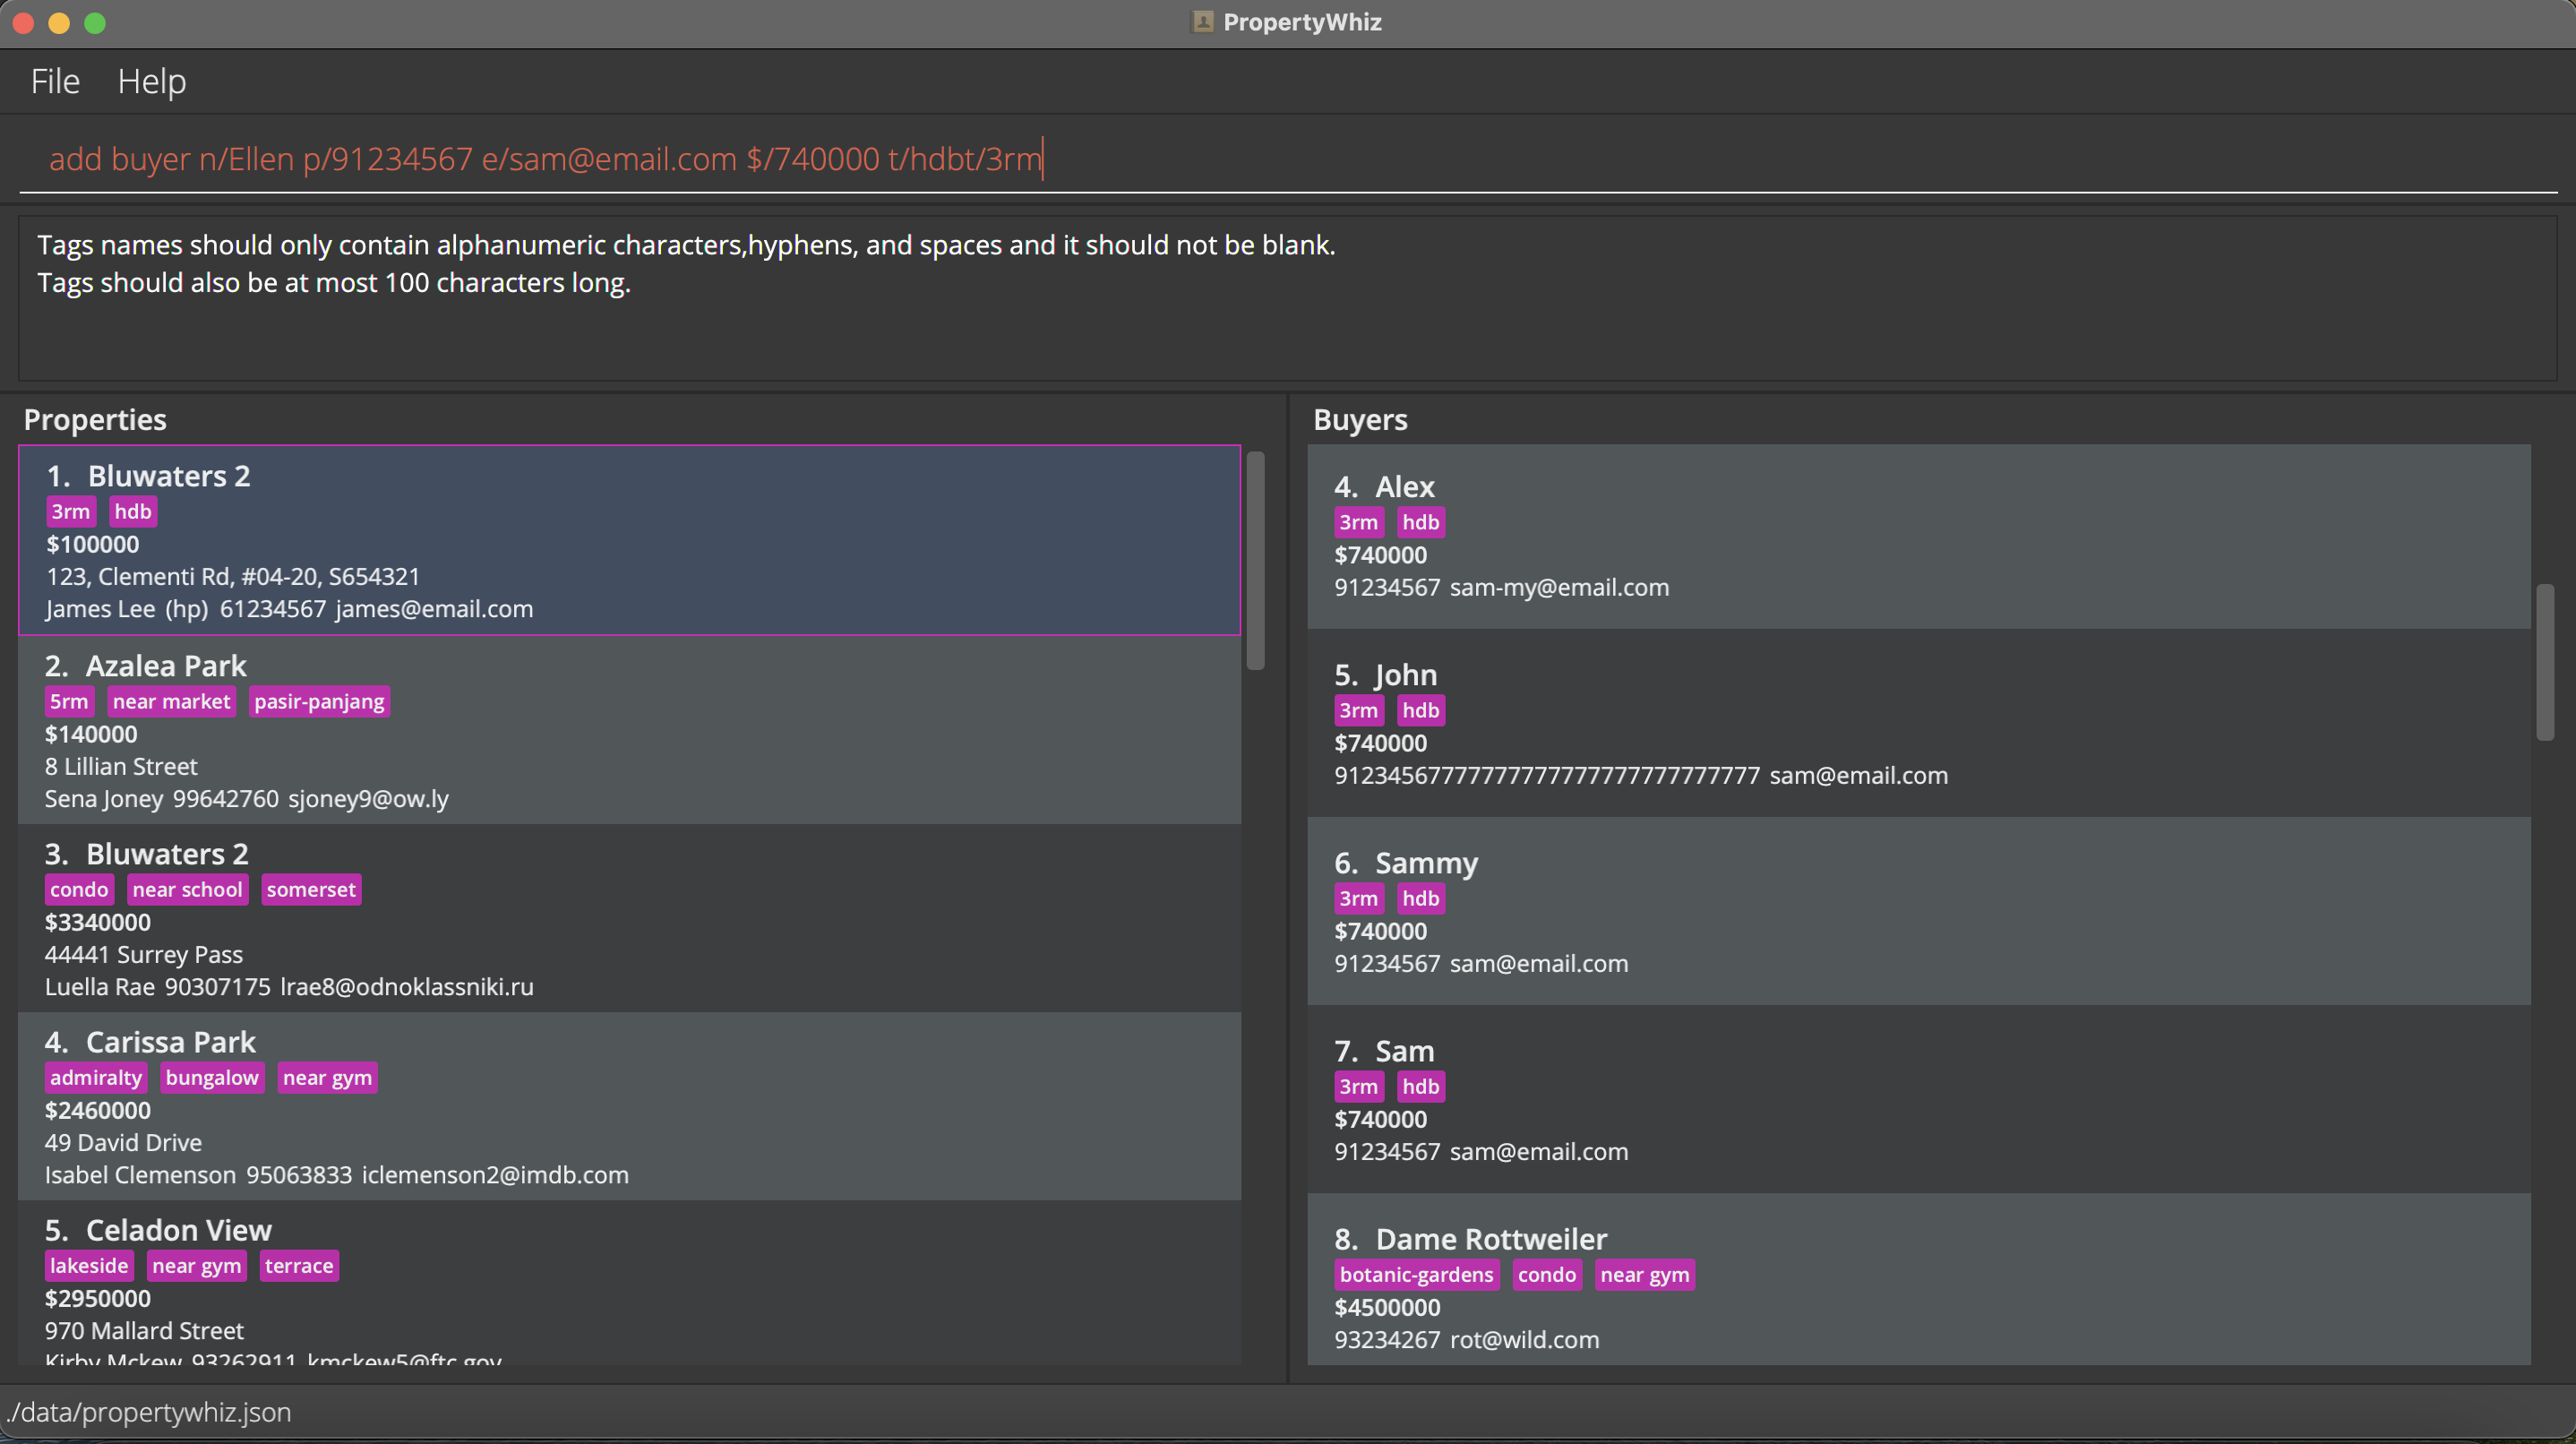 PropertyWhiz
File Help
add buyer n/Ellen p/91234567 e/sam@email.com $/740000 t/hdbt/3rm
Tags names should only contain alphanumeric characters,hyphens, and spaces and it should not be blank.
Tags should also be at most 100 characters long.
Properties
1. Bluwaters 2
3rm hdb
$100000
123, Clementi Rd, #04-20, S654321
James Lee (hp) 61234567 james@email.com
2. Azalea Park
5rm near market pasir-panjang
$140000
8 Lillian Street
Sena Joney 99642760 sjoney9@ow.ly
3. Bluwaters 2
condo near school somerset
$3340000
44441 Surrey Pass
Luella Rae 90307175 lrae8@odnoklassniki.ru
4. Carissa Park
admiralty bungalow near gym
$2460000
49 David Drive
Isabel Clemenson 95063833 iclemenson2@imdb.com
5. Celadon View
lakeside near gym terrace
$2950000
970 Mallard Street
Kirby Mckew 93262911 kmckew5@ftc.gov
Buyers
4. Alex
3rm hdb
$740000
91234567 sam-my@email.com
5. John
3rm hdb
$740000
 sam@email.com
6. Sammy
3rm hdb
$740000
91234567 sam@email.com
7. Sam
3rm hdb
$740000
91234567 sam@email.com
8. Dame Rottweiler
botanic-gardens condo near gym
$4500000
93234267 rot@wild.com
./data/propertywhiz.json